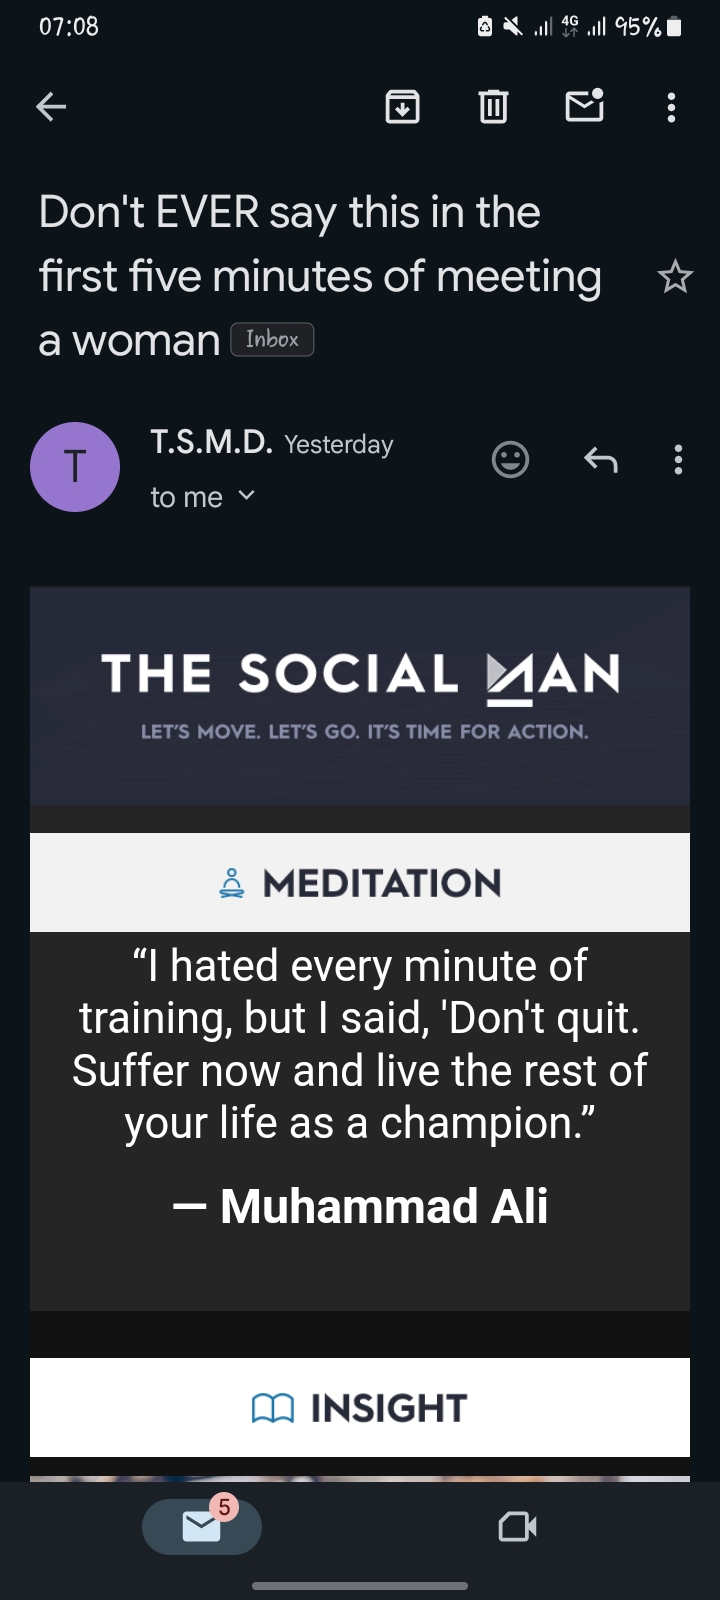 07:08
4G
95%
Don't EVER say this in the
first five minutes of meeting
a woman Inbox
T
T.S.M.D. Yesterday
to me
THE SOCIAL MAN
LET'S MOVE. LET'S GO. IT'S TIME FOR ACTION.
MEDITATION
“I hated every minute of
training, but I said, 'Don't quit.
Suffer now and live the rest of
your life as a champion.”
— Muhammad Ali
INSIGHT
5